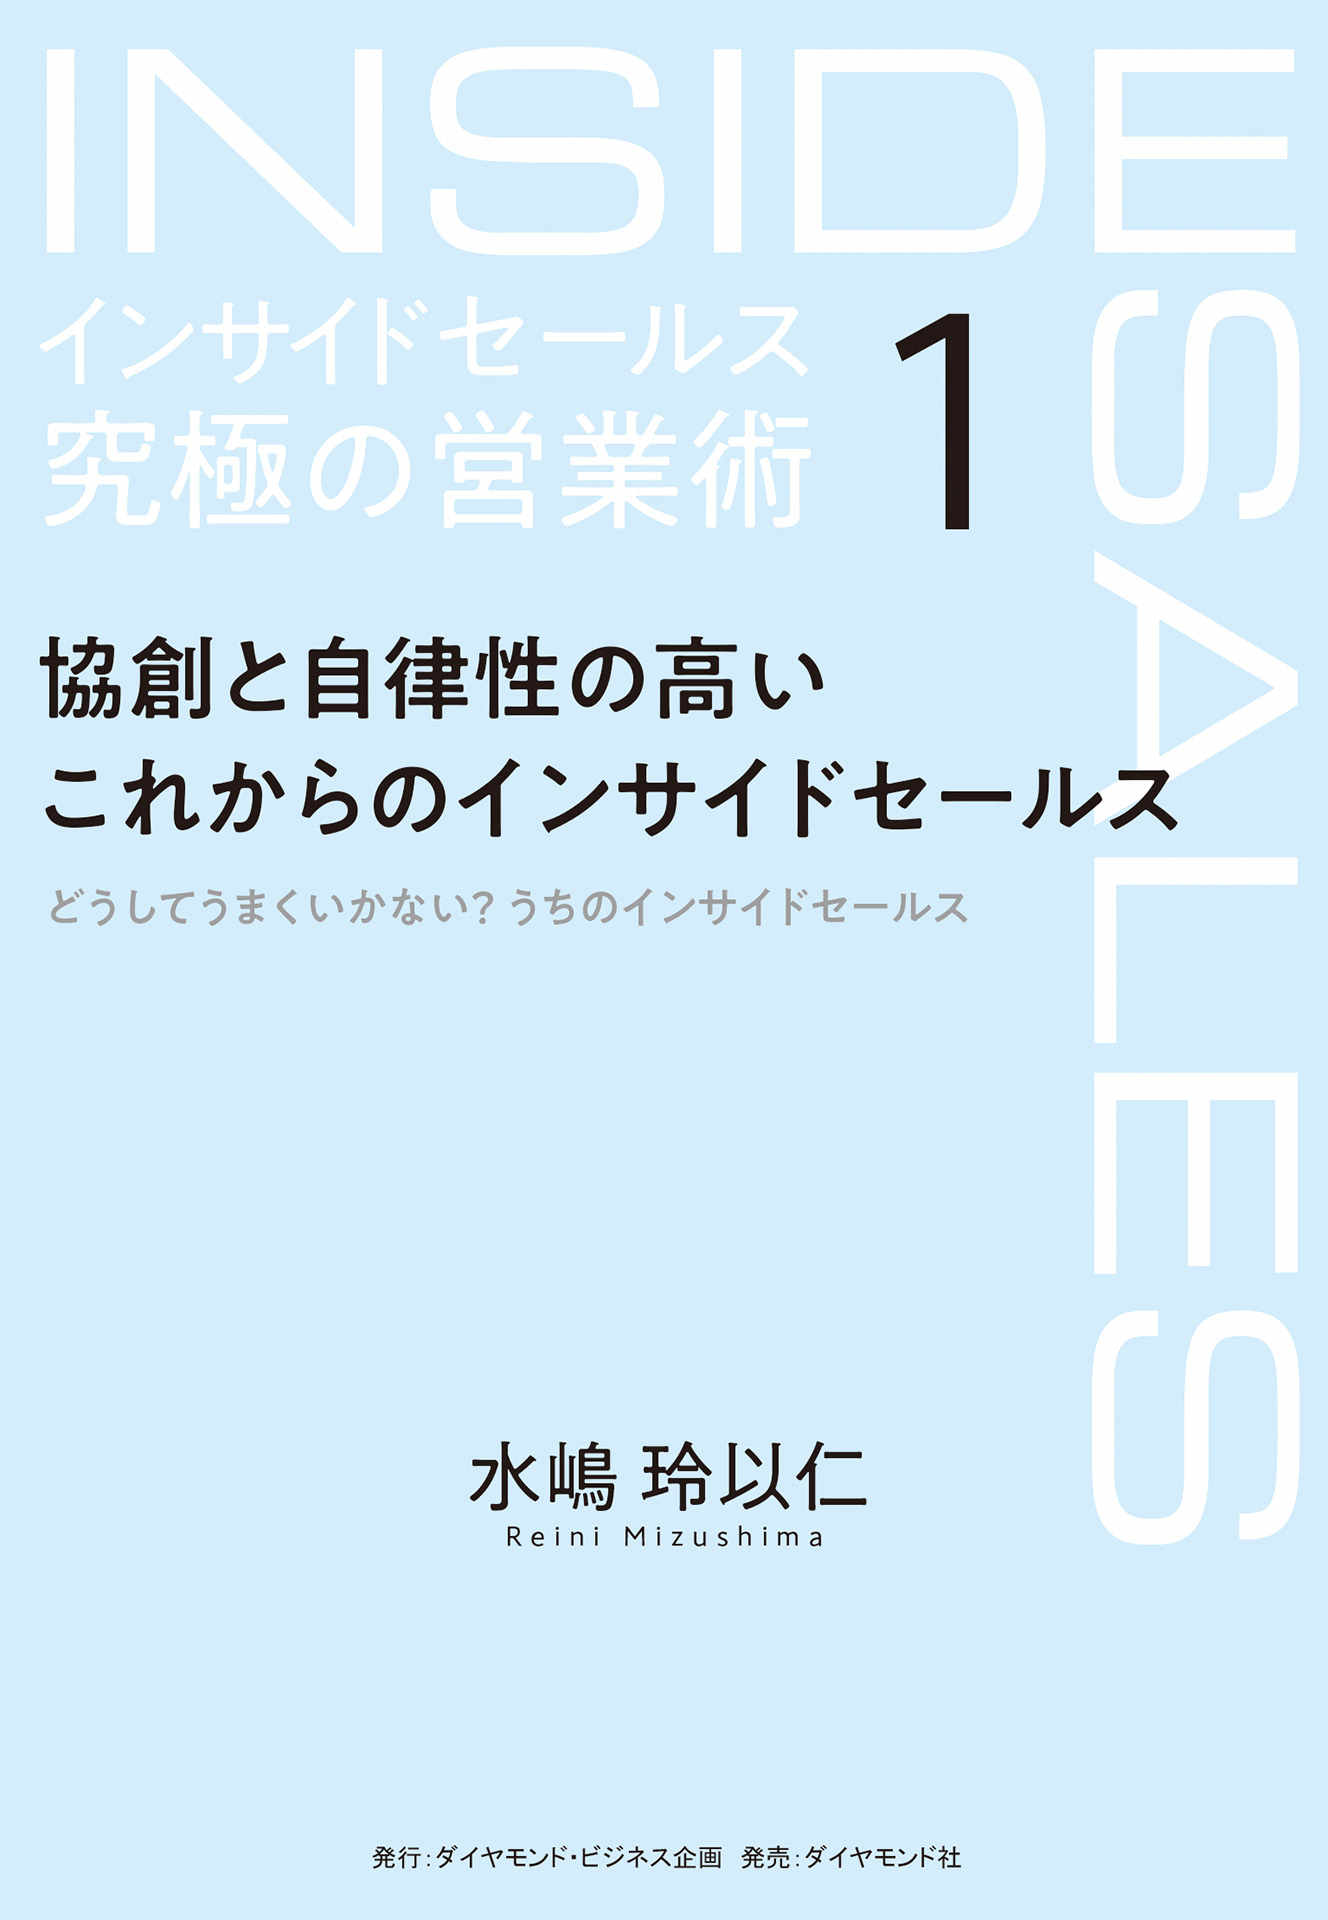 INSIDE
SALES
インサイドセールス
究極の営業術
1
協創と自律性の高い
これからのインサイドセールス
どうしてうまくいかない? うちのインサイドセールス
水嶋 玲以仁
Reini Mizushima
発行:ダイヤモンド・ビジネス企画 発売:ダイヤモンド社